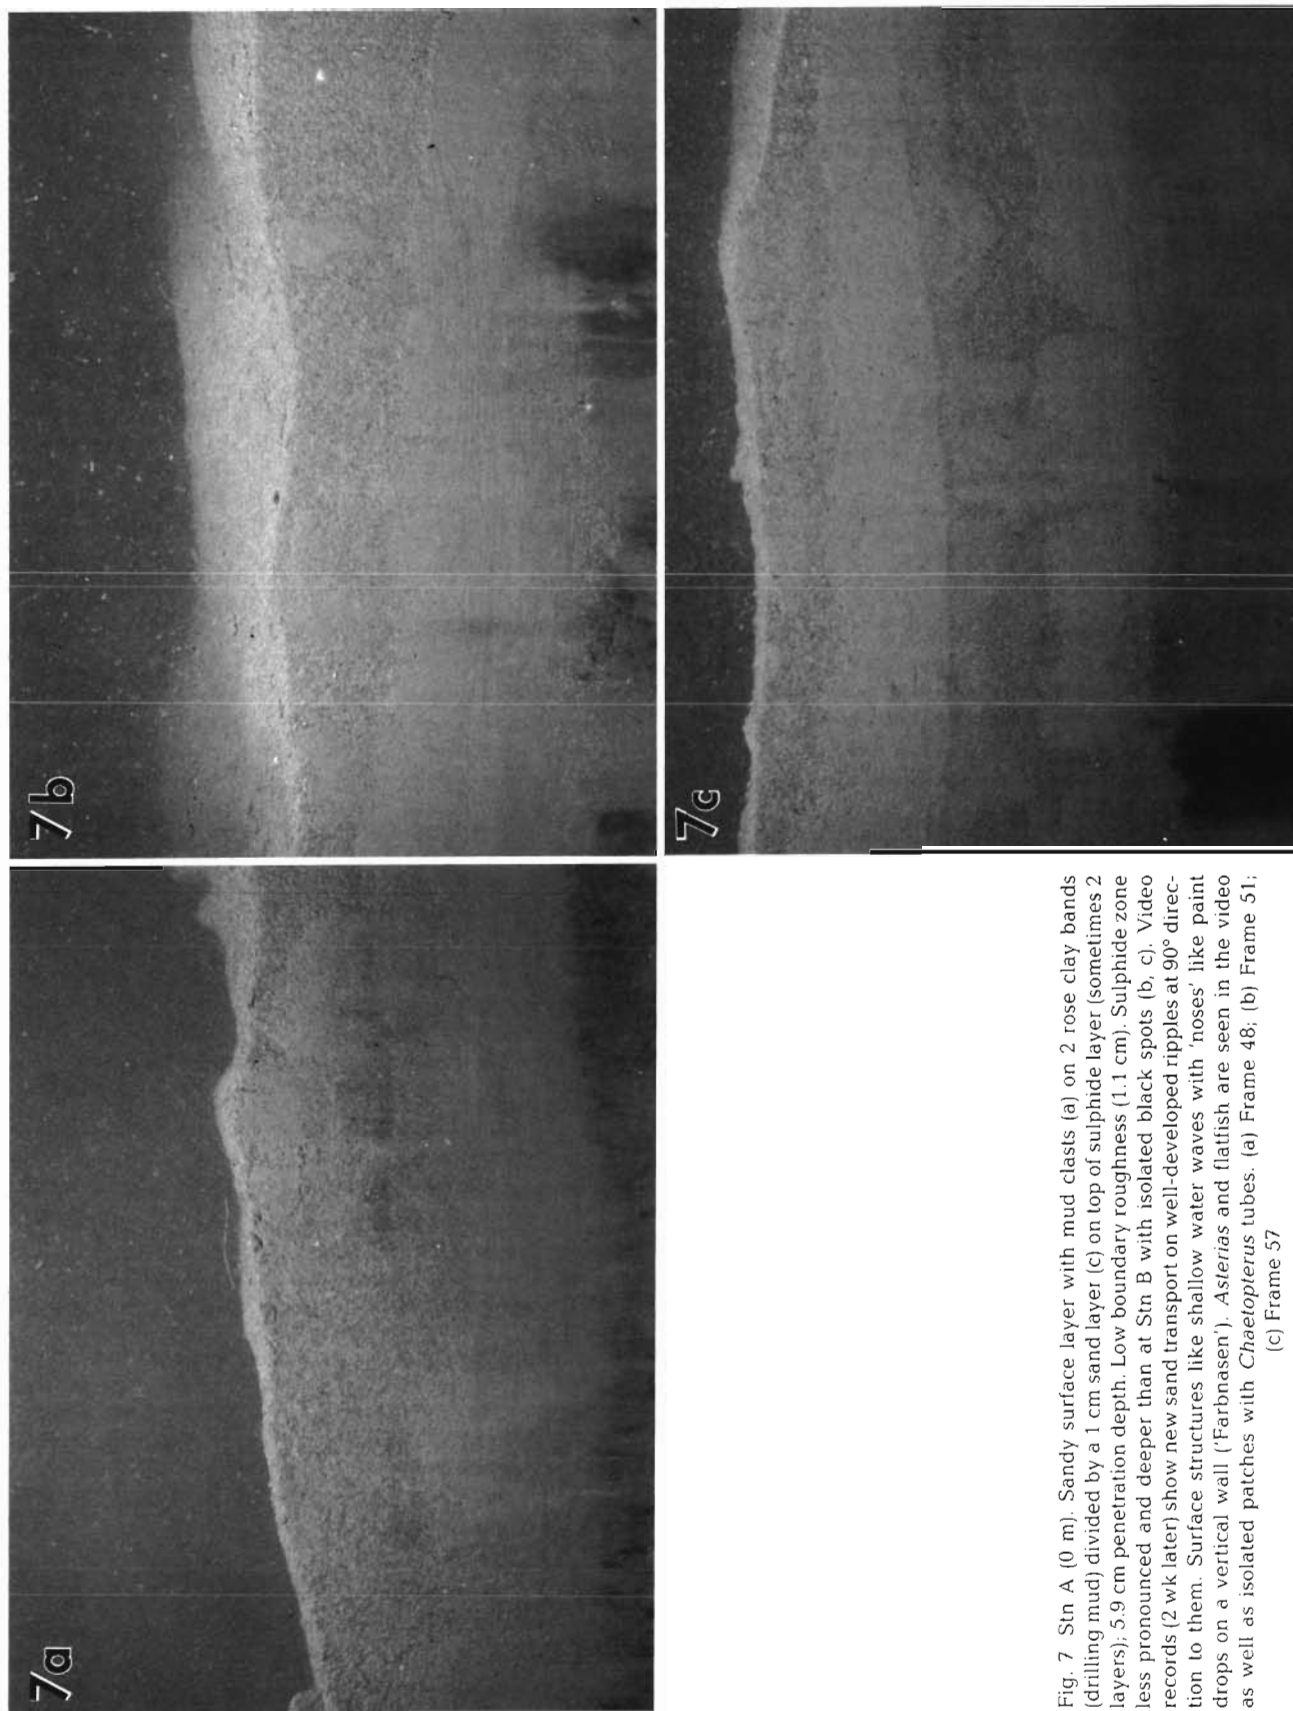 7a
7b
7c
Fig. 7 Stn A (0 m). Sandy surface layer with mud clasts (a) on 2 rose clay bands
(drilling mud) divided by a 1 cm sand layer (c) on top of sulphide layer (sometimes 2
layers); 5.9 cm penetration depth. Low boundary roughness (1.1 cm). Sulphide zone
less pronounced and deeper than at Stn B with isolated black spots (b, c). Video
records (2 wk later) show new sand transport on well-developed ripples at 90° direc-
tion to them. Surface structures like shallow water waves with 'noses' like paint
drops on a vertical wall ('Farbnasen'). Asterias and flatfish are seen in the video
as well as isolated patches with Chaetopterus tubes. (a) Frame 48; (b) Frame 51;
(c) Frame 57